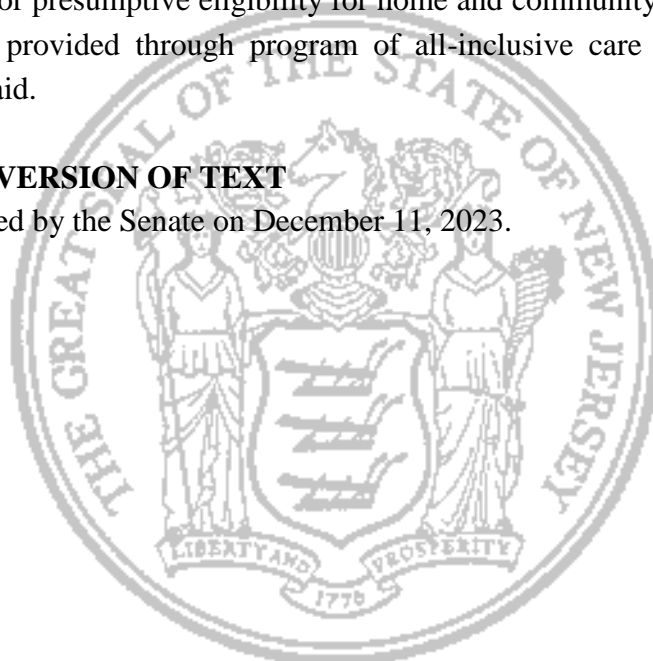 or presumptive eligibility for home and community
provided through program of all-inclusive care
aid.
VERSION OF TEXT
ed by the Senate on December 11, 2023.
THE GREAT SEAL OF THE STATE OF NEW JERSEY
LIBERTY AND PROSPERITY
1776